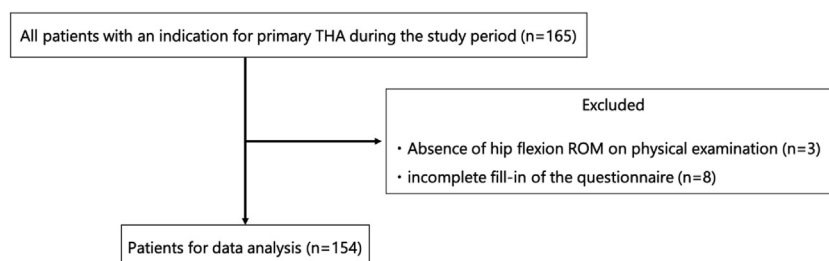 All patients with an indication for primary THA during the study period (n=165)
Excluded
・Absence of hip flexion ROM on physical examination (n=3)
・incomplete fill-in of the questionnaire (n=8)
Patients for data analysis (n=154)